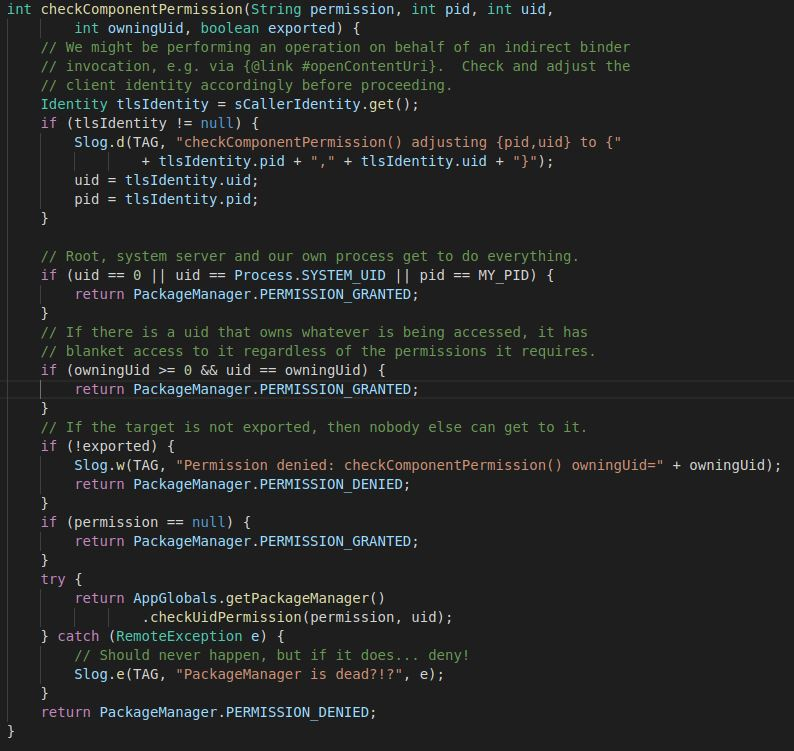 int checkComponentPermission(String permission, int pid, int uid,
        int owningUid, boolean exported) {
    // We might be performing an operation on behalf of an indirect binder
    // invocation, e.g. via {@link #openContentUri}.  Check and adjust the
    // client identity accordingly before proceeding.
    Identity tlsIdentity = sCallerIdentity.get();
    if (tlsIdentity != null) {
        Slog.d(TAG, "checkComponentPermission() adjusting {pid,uid} to {"
                + tlsIdentity.pid + "," + tlsIdentity.uid + "}");
        uid = tlsIdentity.uid;
        pid = tlsIdentity.pid;
    }

    // Root, system server and our own process get to do everything.
    if (uid == 0 || uid == Process.SYSTEM_UID || pid == MY_PID) {
        return PackageManager.PERMISSION_GRANTED;
    }
    // If there is a uid that owns whatever is being accessed, it has
    // blanket access to it regardless of the permissions it requires.
    if (owningUid >= 0 && uid == owningUid) {
        return PackageManager.PERMISSION_GRANTED;
    }
    // If the target is not exported, then nobody else can get to it.
    if (!exported) {
        Slog.w(TAG, "Permission denied: checkComponentPermission() owningUid=" + owningUid);
        return PackageManager.PERMISSION_DENIED;
    }
    if (permission == null) {
        return PackageManager.PERMISSION_GRANTED;
    }
    try {
        return AppGlobals.getPackageManager()
                .checkUidPermission(permission, uid);
    } catch (RemoteException e) {
        // Should never happen, but if it does... deny!
        Slog.e(TAG, "PackageManager is dead?!?", e);
    }
    return PackageManager.PERMISSION_DENIED;
}